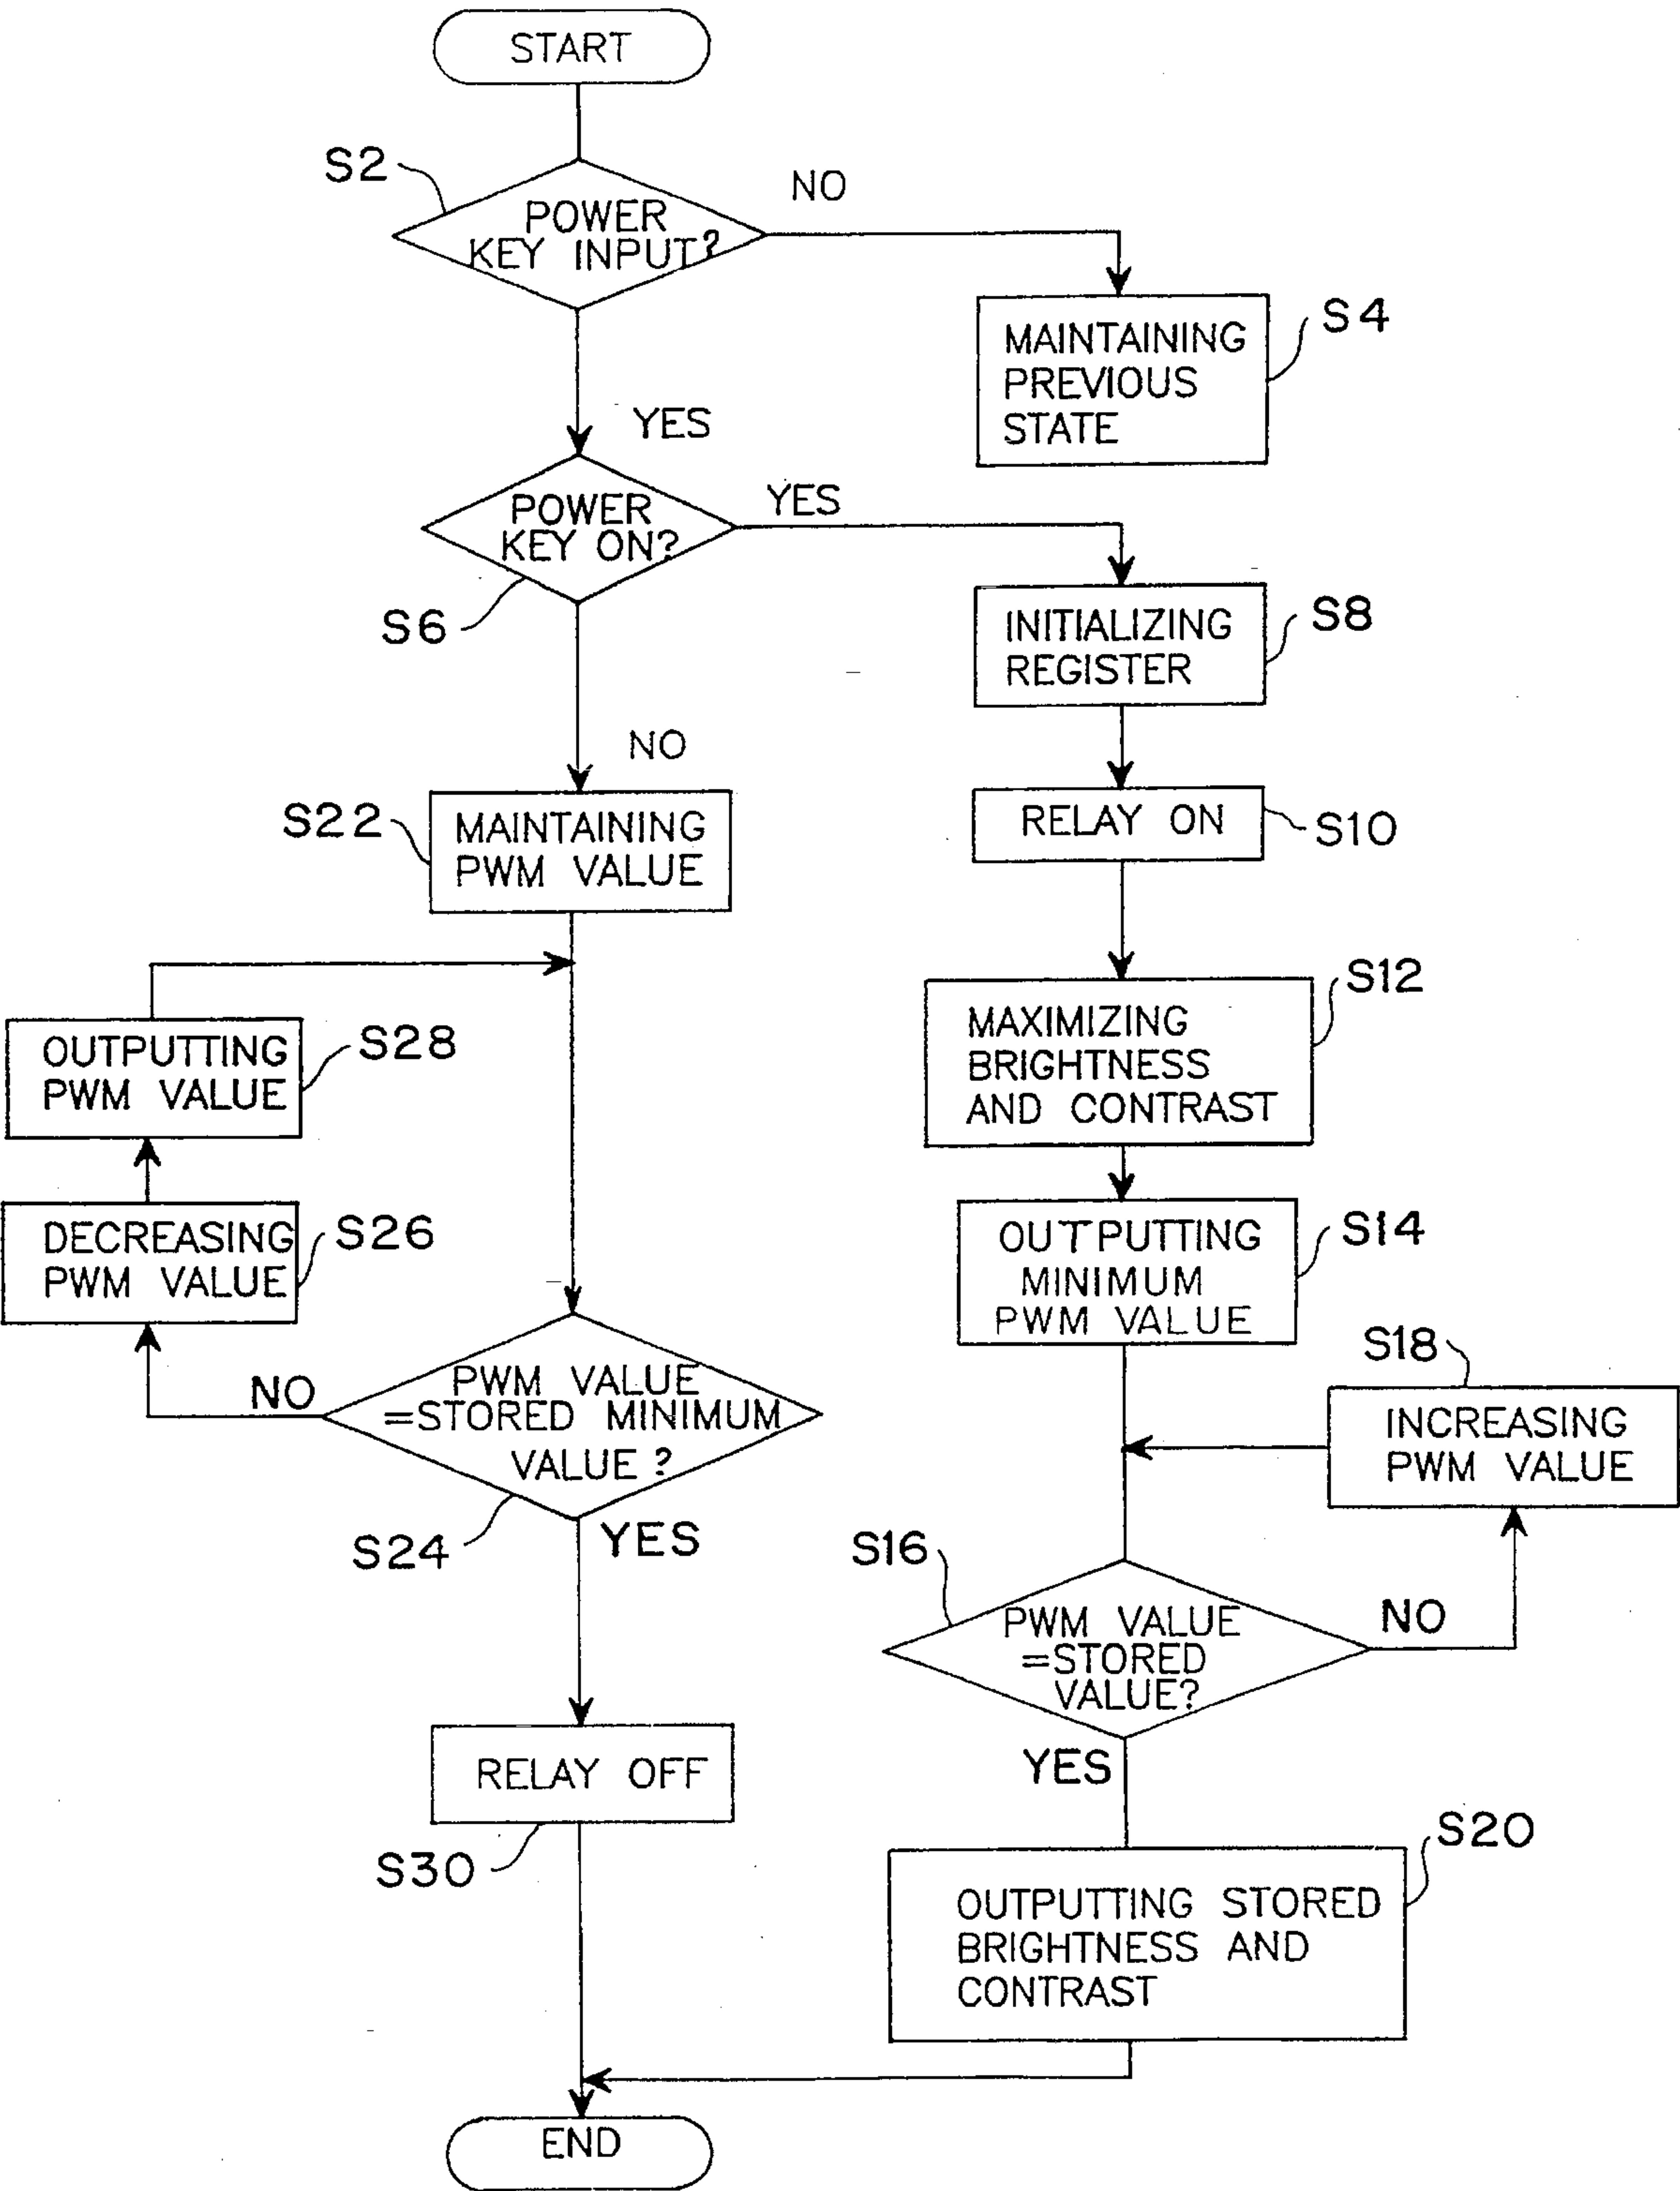 START
S2
POWER
KEY INPUT?
NO
S4
MAINTAINING
PREVIOUS
STATE
YES
POWER
KEY ON?
YES
S6
S8
INITIALIZING
REGISTER
NO
S22
MAINTAINING
PWM VALUE
RELAY ON
S10
S12
MAXIMIZING
BRIGHTNESS
AND CONTRAST
OUTPUTTING
PWM VALUE
S28
DECREASING
PWM VALUE
S26
OUTPUTTING
MINIMUM
PWM VALUE
S14
NO
PWM VALUE
=STORED MINIMUM
VALUE ?
S24
YES
S18
INCREASING
PWM VALUE
S16
PWM VALUE
=STORED
VALUE?
NO
YES
RELAY OFF
S30
S20
OUTPUTTING STORED
BRIGHTNESS AND
CONTRAST
END